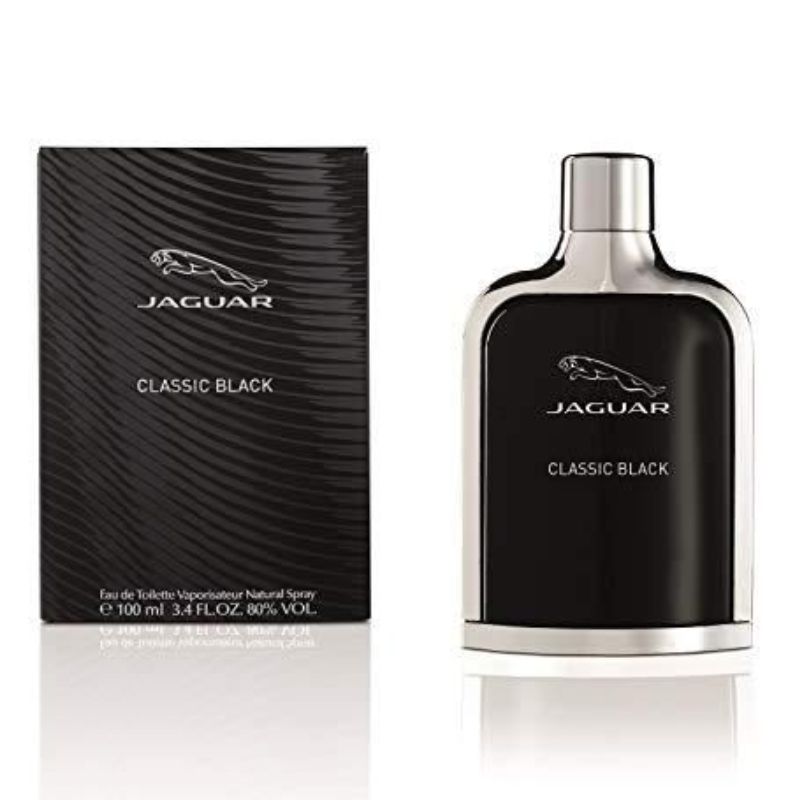 JAGUAR
CLASSIC BLACK
Eau de Toilette Vaporisateur Natural Spray
℮ 100 ml 3.4 FL.OZ. 80% VOL.
JAGUAR
CLASSIC BLACK